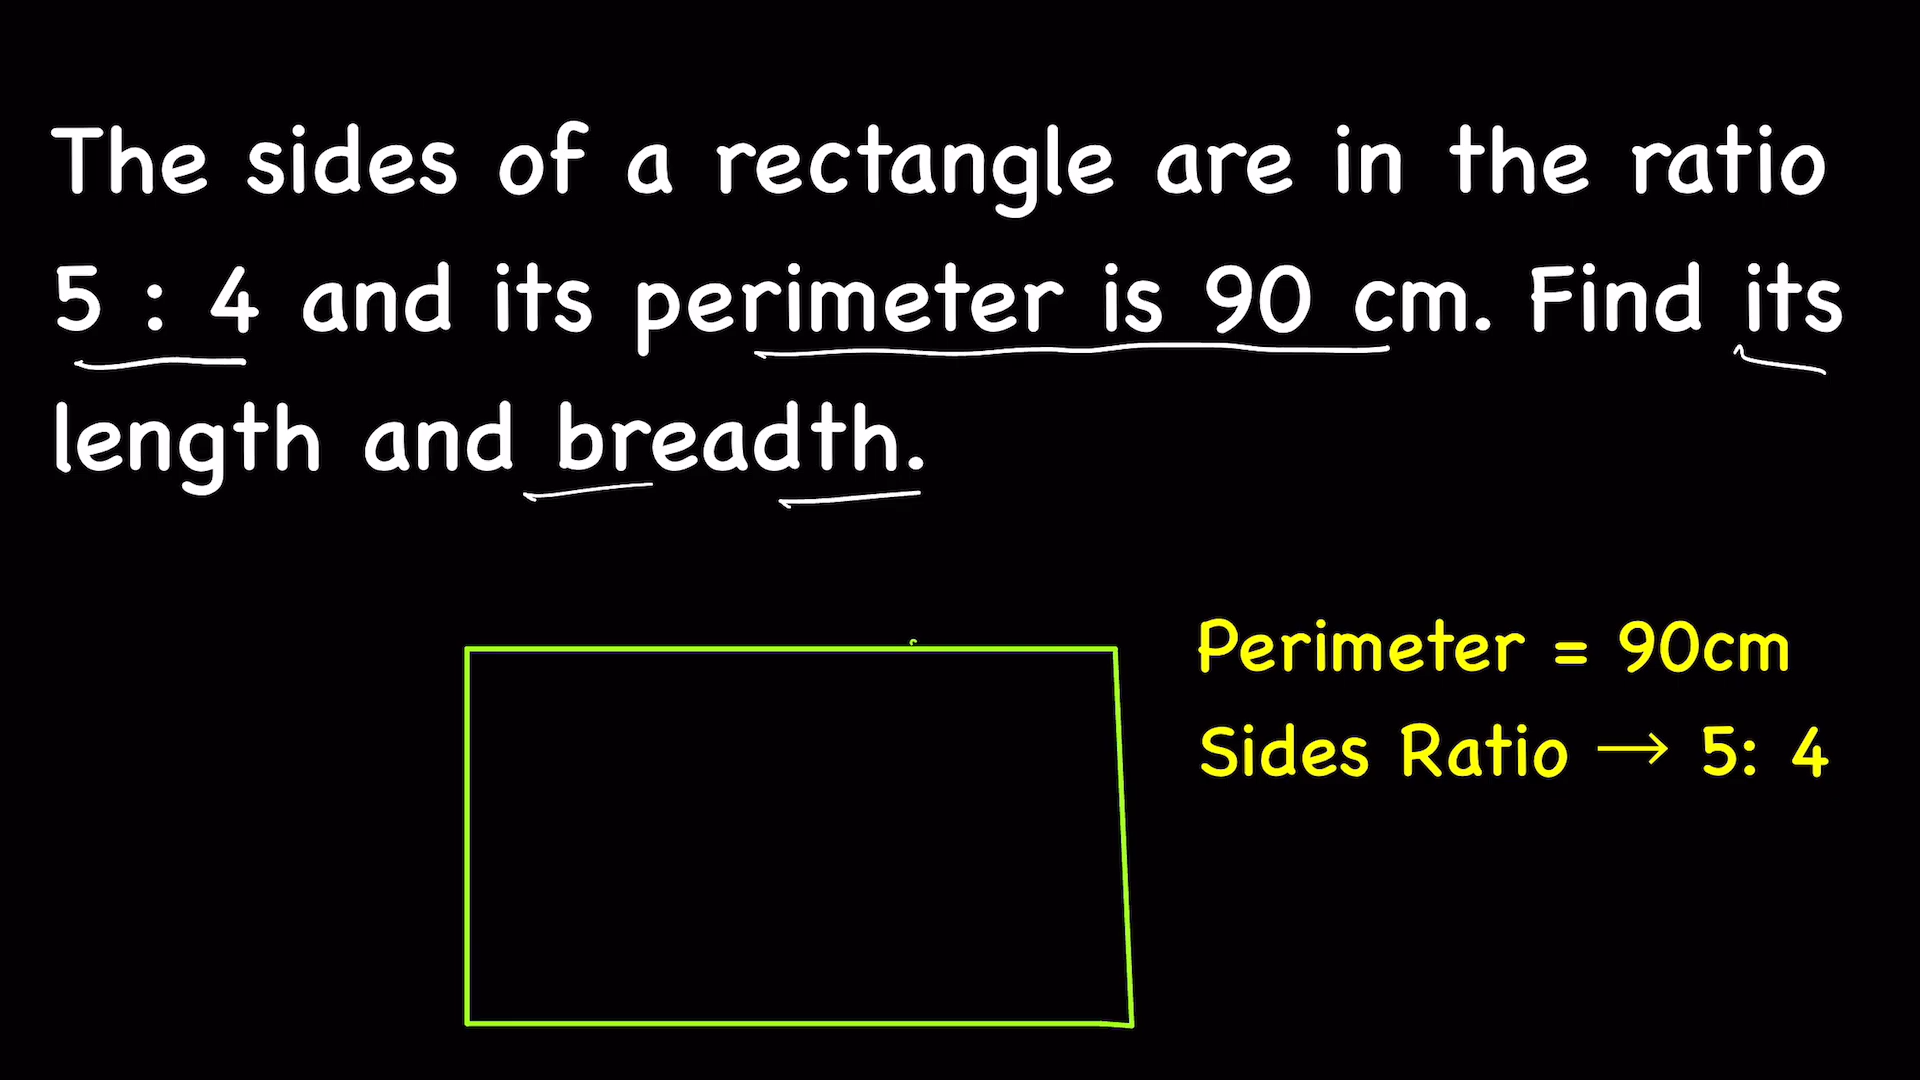 The sides of a rectangle are in the ratio
5 : 4 and its perimeter is 90 cm. Find its
length and breadth.
Perimeter = 90cm
Sides Ratio → 5: 4